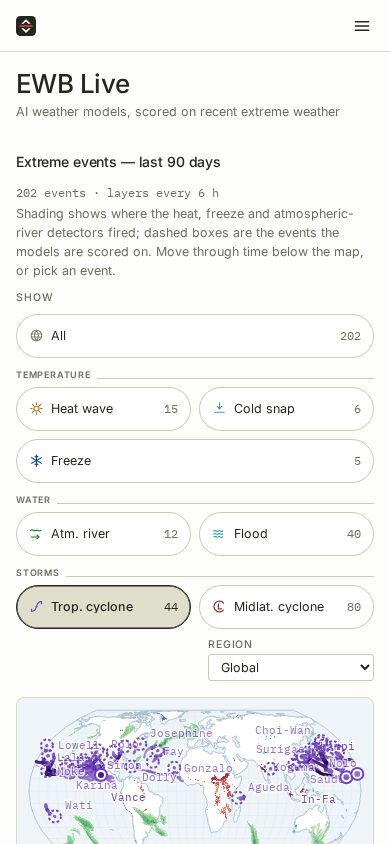 EWB Live
AI weather models, scored on recent extreme weather
Extreme events — last 90 days
202 events · layers every 6 h
Shading shows where the heat, freeze and atmospheric-
river detectors fired; dashed boxes are the events the
models are scored on. Move through time below the map,
or pick an event.
SHOW
All 202
TEMPERATURE
Heat wave 15
Cold snap 6
Freeze 5
WATER
Atm. river 12
Flood 40
STORMS
Trop. cyclone 44
Midlat. cyclone 80
REGION
Global
Josephine
Choi-Wan
Lowell
Fay
Simon
Gonzalo
Dolly
Karina
Vance
Agueda
In-Fa
Wati